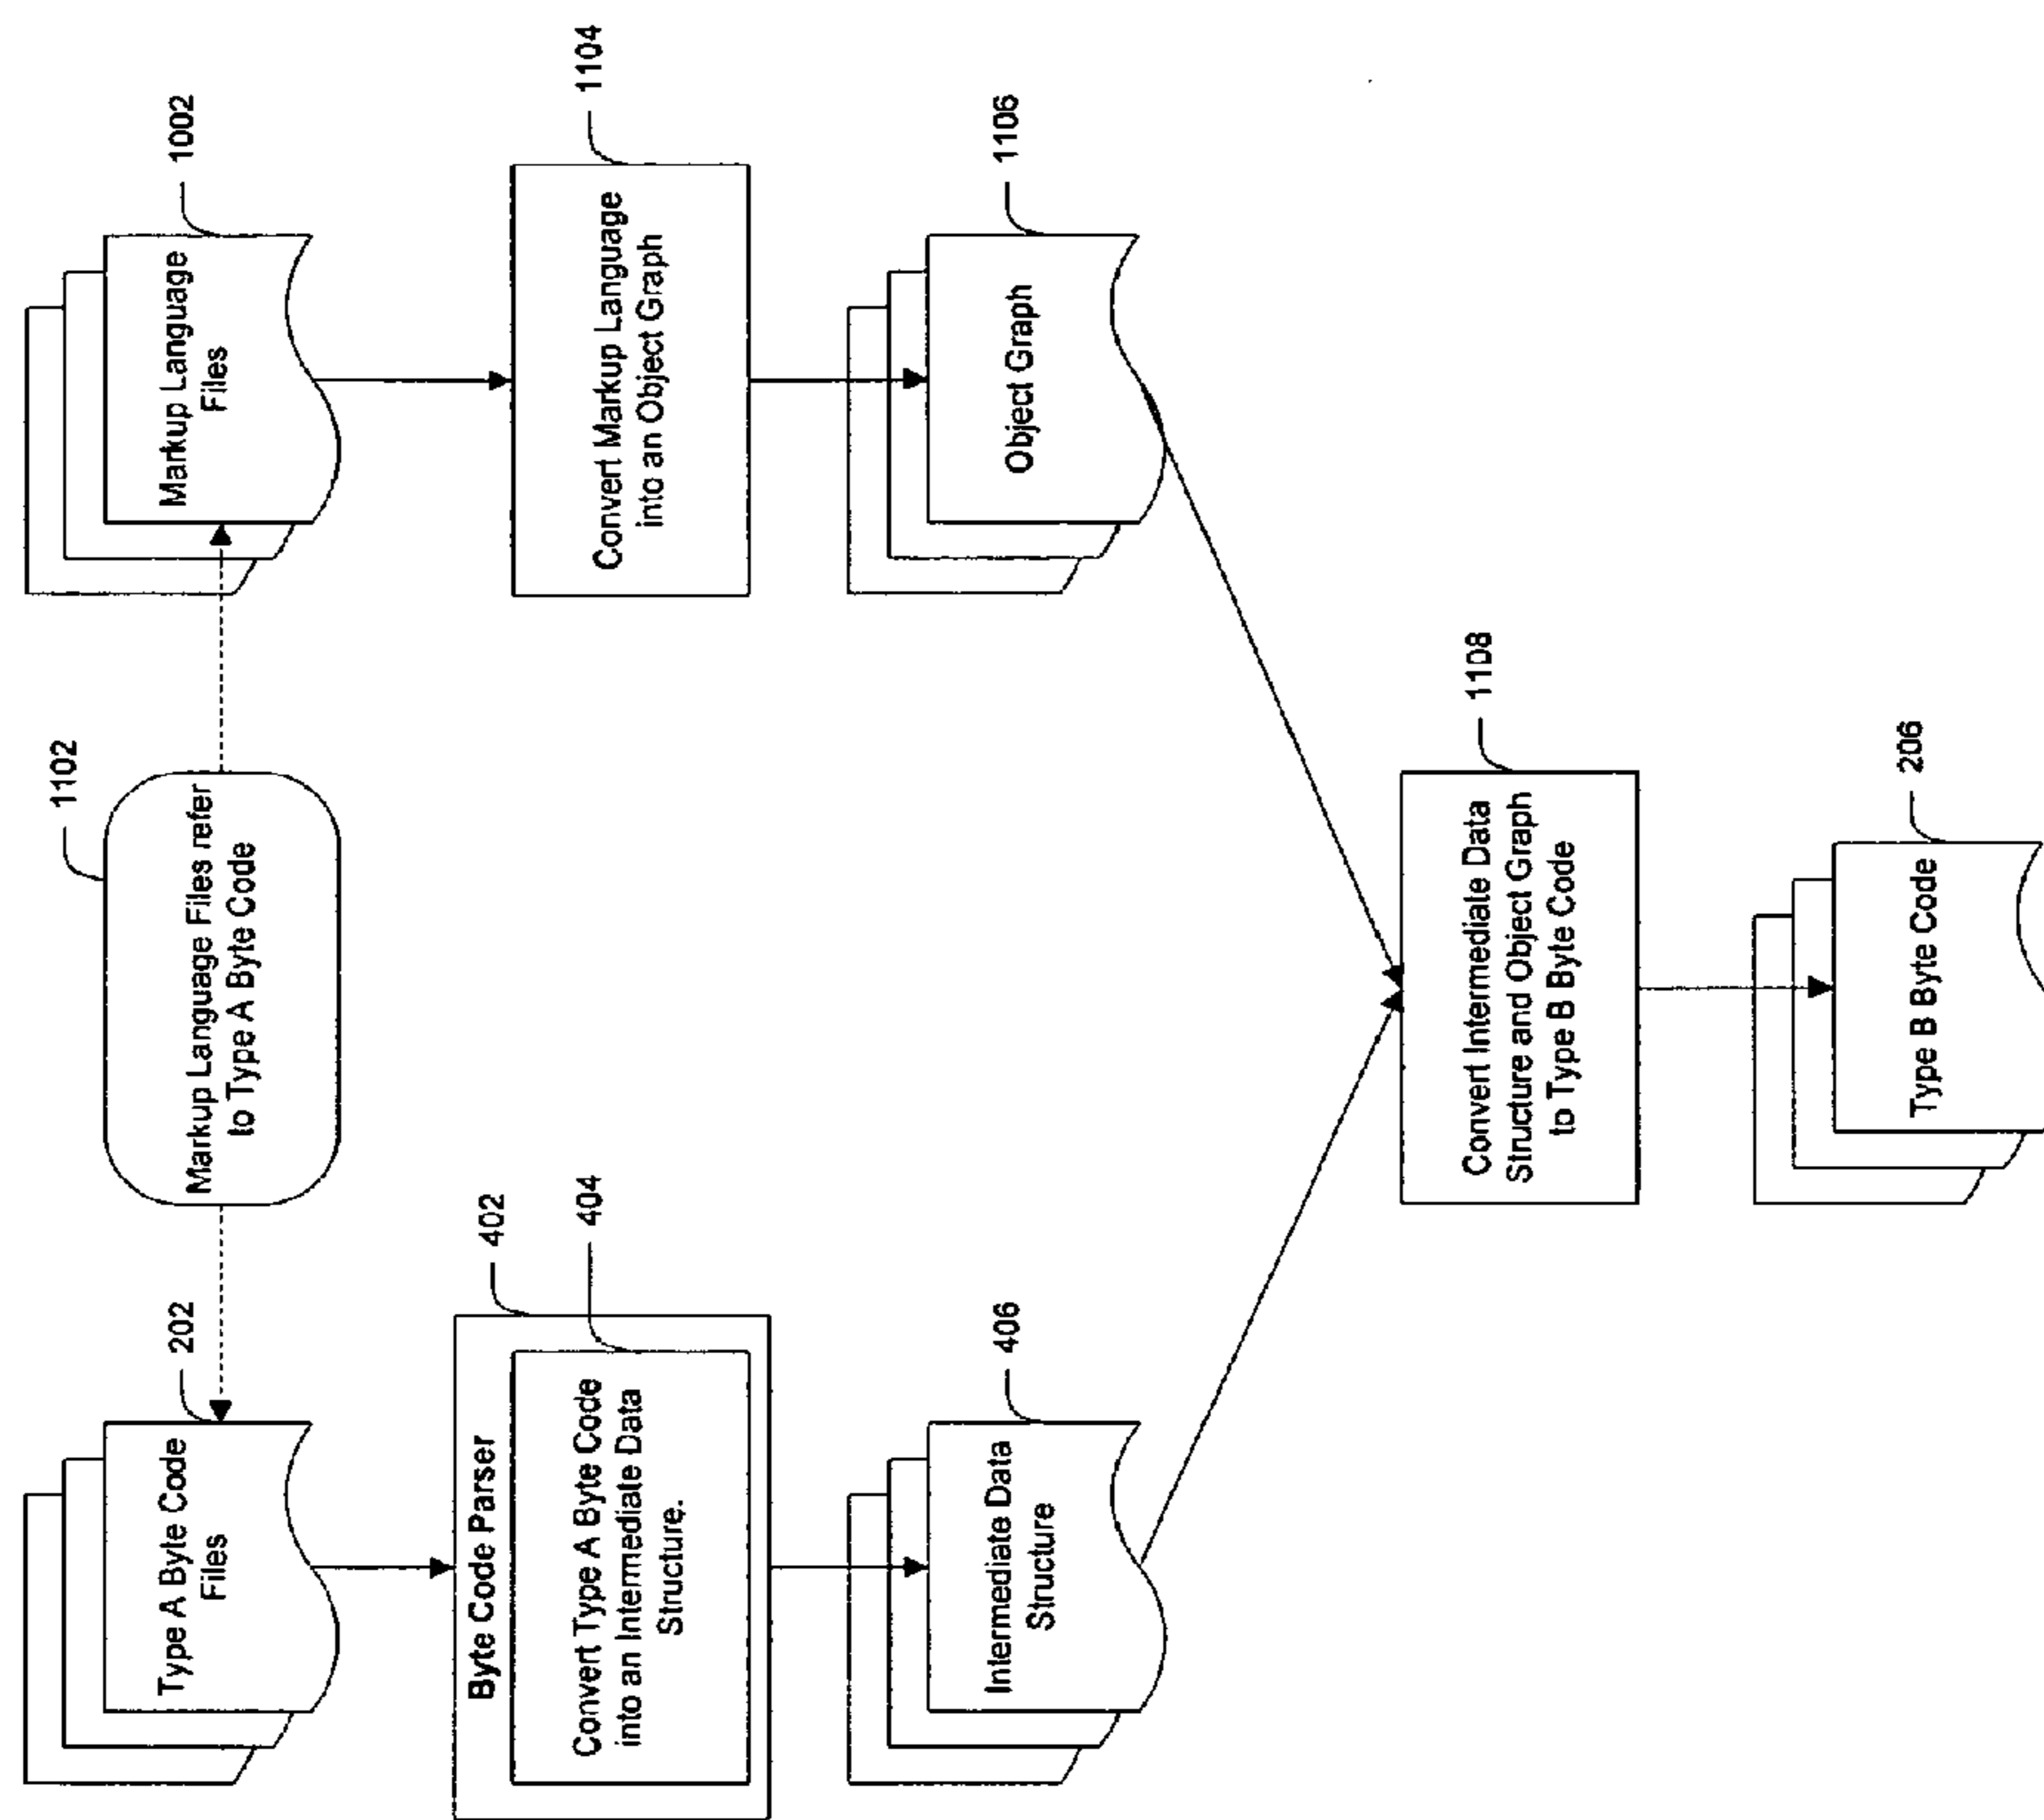 1102
Markup Language Files refer
to Type A Byte Code
202
Type A Byte Code
Files
1002
Markup Language
Files
402
Byte Code Parser
404
Convert Type A Byte Code
into an Intermediate Data
Structure.
1104
Convert Markup Language
into an Object Graph
406
Intermediate Data
Structure
1106
Object Graph
1108
Convert Intermediate Data
Structure and Object Graph
to Type B Byte Code
206
Type B Byte Code